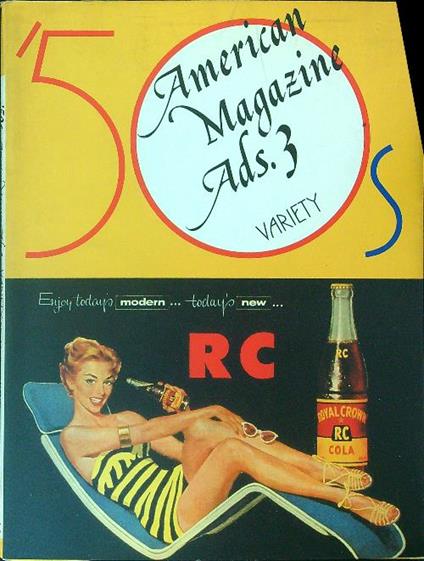 '50s
American
Magazine
Ads. 3
VARIETY
Enjoy today's modern ... today's new ...
RC
RC
ROYAL CROWN
RC
COLA